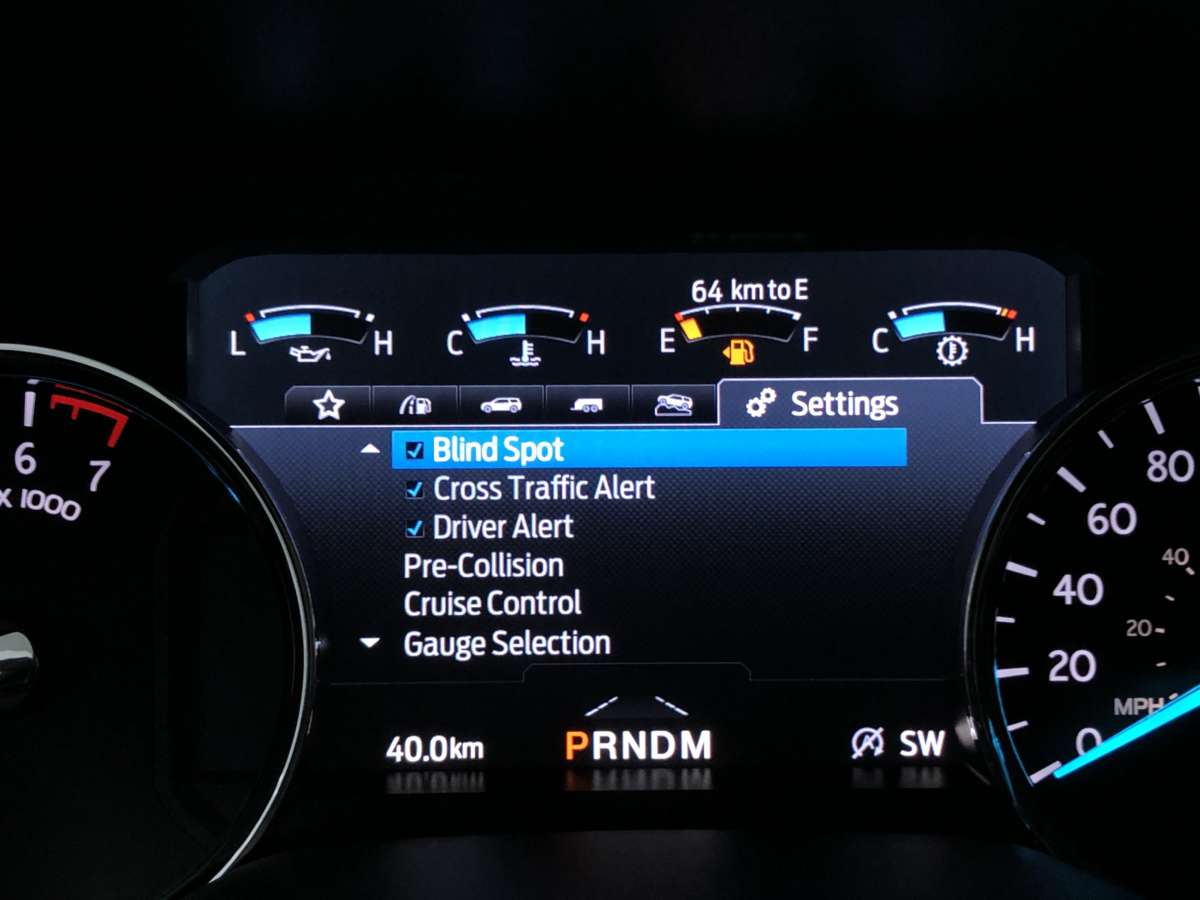 64 km to E
L H
C H
E F
C H
Settings
Blind Spot
Cross Traffic Alert
Driver Alert
Pre-Collision
Cruise Control
Gauge Selection
40.0km
PRNDM
SW
6
7
x 1000
80
60
40
20
0
40
20
MPH